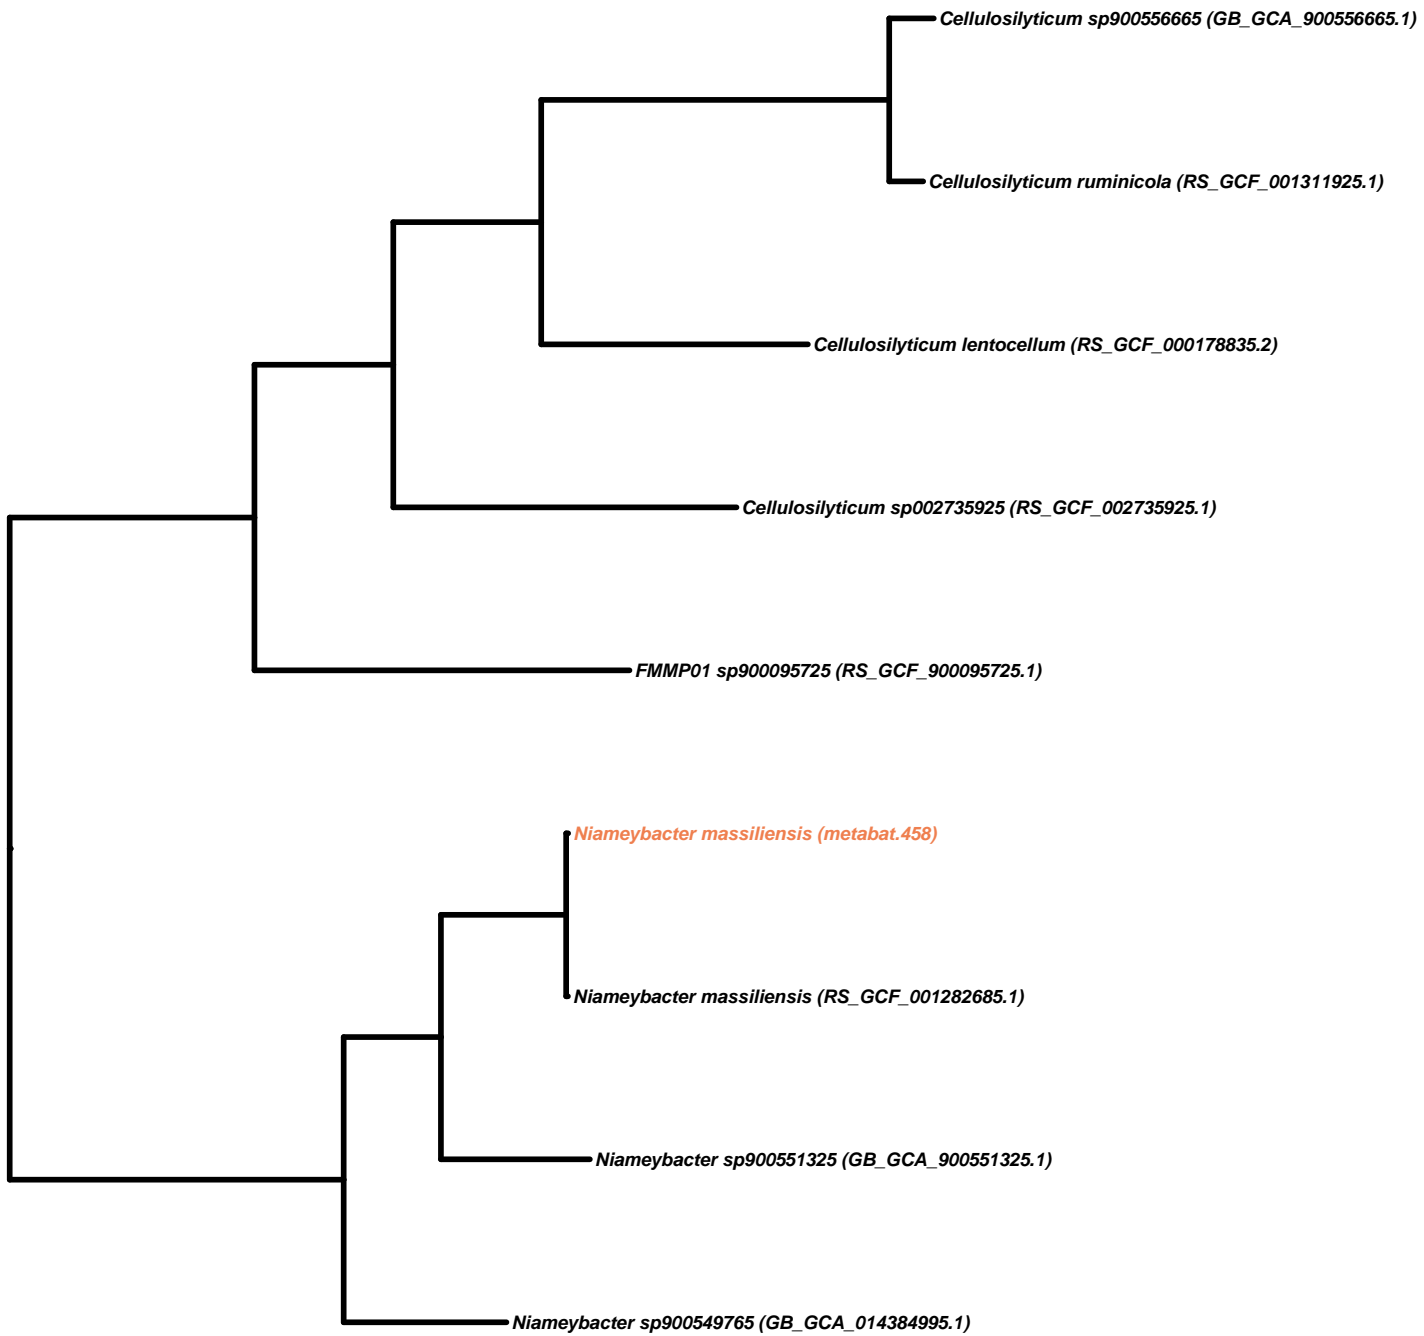 Cellulosilyticum sp900556665 (GB_GCA_900556665.1)
Cellulosilyticum ruminicola (RS_GCF_001311925.1)
Cellulosilyticum lentocellum (RS_GCF_000178835.2)
Cellulosilyticum sp002735925 (RS_GCF_002735925.1)
FMMP01 sp900095725 (RS_GCF_900095725.1)
Niameybacter massiliensis (metabat.458)
Niameybacter massiliensis (RS_GCF_001282685.1)
Niameybacter sp900551325 (GB_GCA_900551325.1)
Niameybacter sp900549765 (GB_GCA_014384995.1)